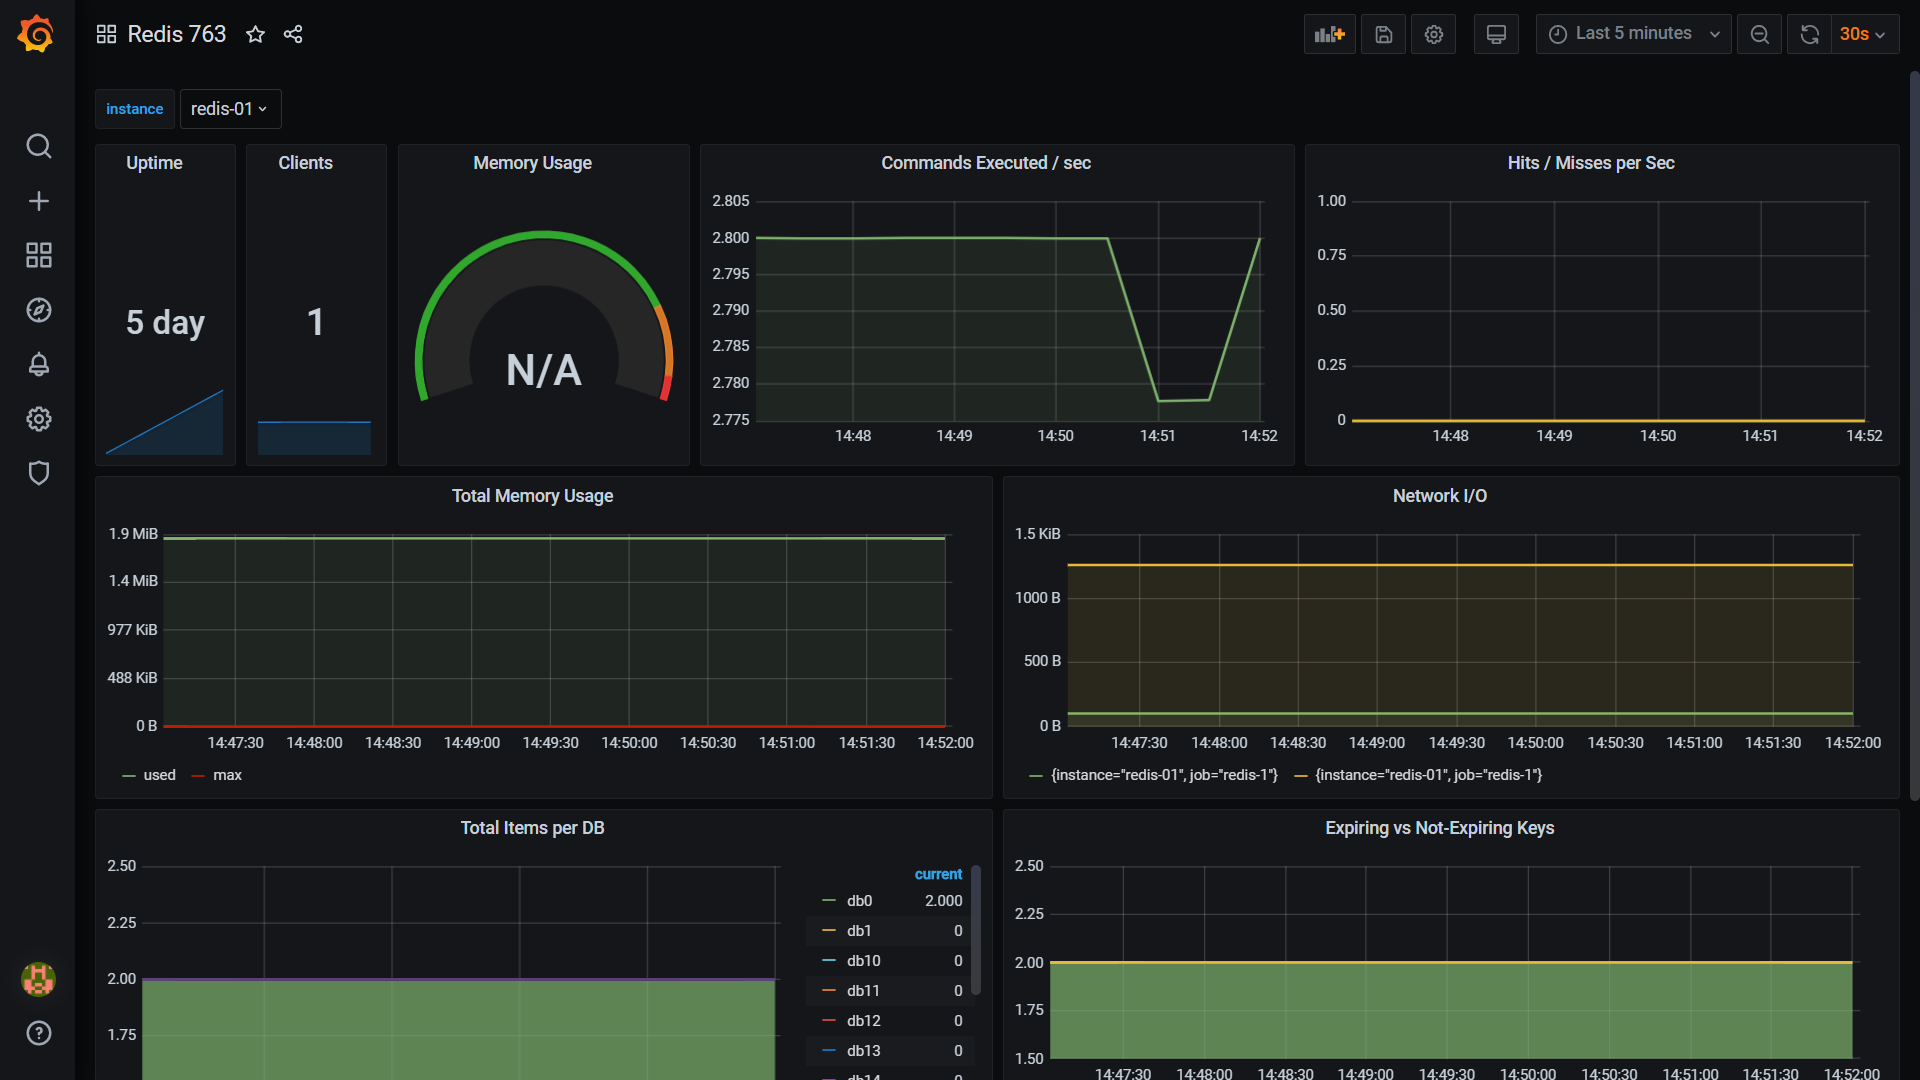 Redis 763
Last 5 minutes
30s
instance
redis-01
Uptime
5 day
Clients
1
Memory Usage
N/A
Commands Executed / sec
2.805
2.800
2.795
2.790
2.785
2.780
2.775
14:48 14:49 14:50 14:51 14:52
Hits / Misses per Sec
1.00
0.75
0.50
0.25
0
14:48 14:49 14:50 14:51 14:52
Total Memory Usage
1.9 MiB
1.4 MiB
977 KiB
488 KiB
0 B
14:47:30 14:48:00 14:48:30 14:49:00 14:49:30 14:50:00 14:50:30 14:51:00 14:51:30 14:52:00
used max
Network I/O
1.5 KiB
1000 B
500 B
0 B
14:47:30 14:48:00 14:48:30 14:49:00 14:49:30 14:50:00 14:50:30 14:51:00 14:51:30 14:52:00
{instance="redis-01", job="redis-1"} {instance="redis-01", job="redis-1"}
Total Items per DB
2.50
2.25
2.00
1.75
current
db0 2.000
db1 0
db10 0
db11 0
db12 0
db13 0
db14 0
Expiring vs Not-Expiring Keys
2.50
2.25
2.00
1.75
1.50
14:47:30 14:48:00 14:48:30 14:49:00 14:49:30 14:50:00 14:50:30 14:51:00 14:51:30 14:52:00